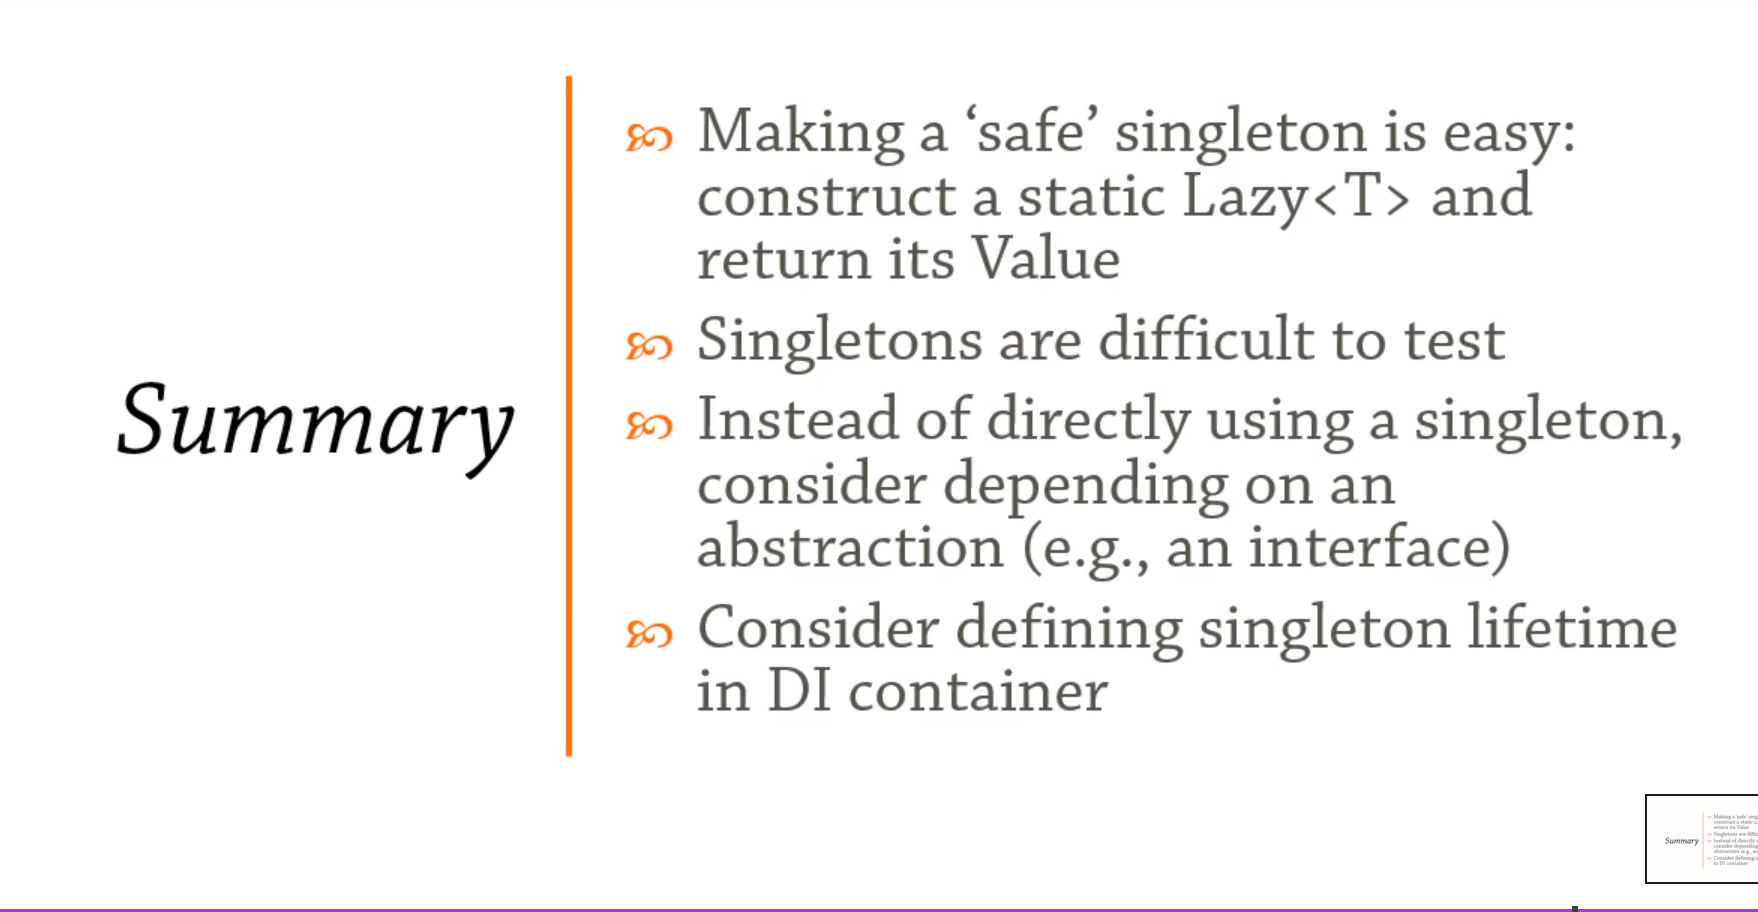 Summary
Making a ‘safe’ singleton is easy:
construct a static Lazy<T> and
return its Value
Singletons are difficult to test
Instead of directly using a singleton,
consider depending on an
abstraction (e.g., an interface)
Consider defining singleton lifetime
in DI container
Summary